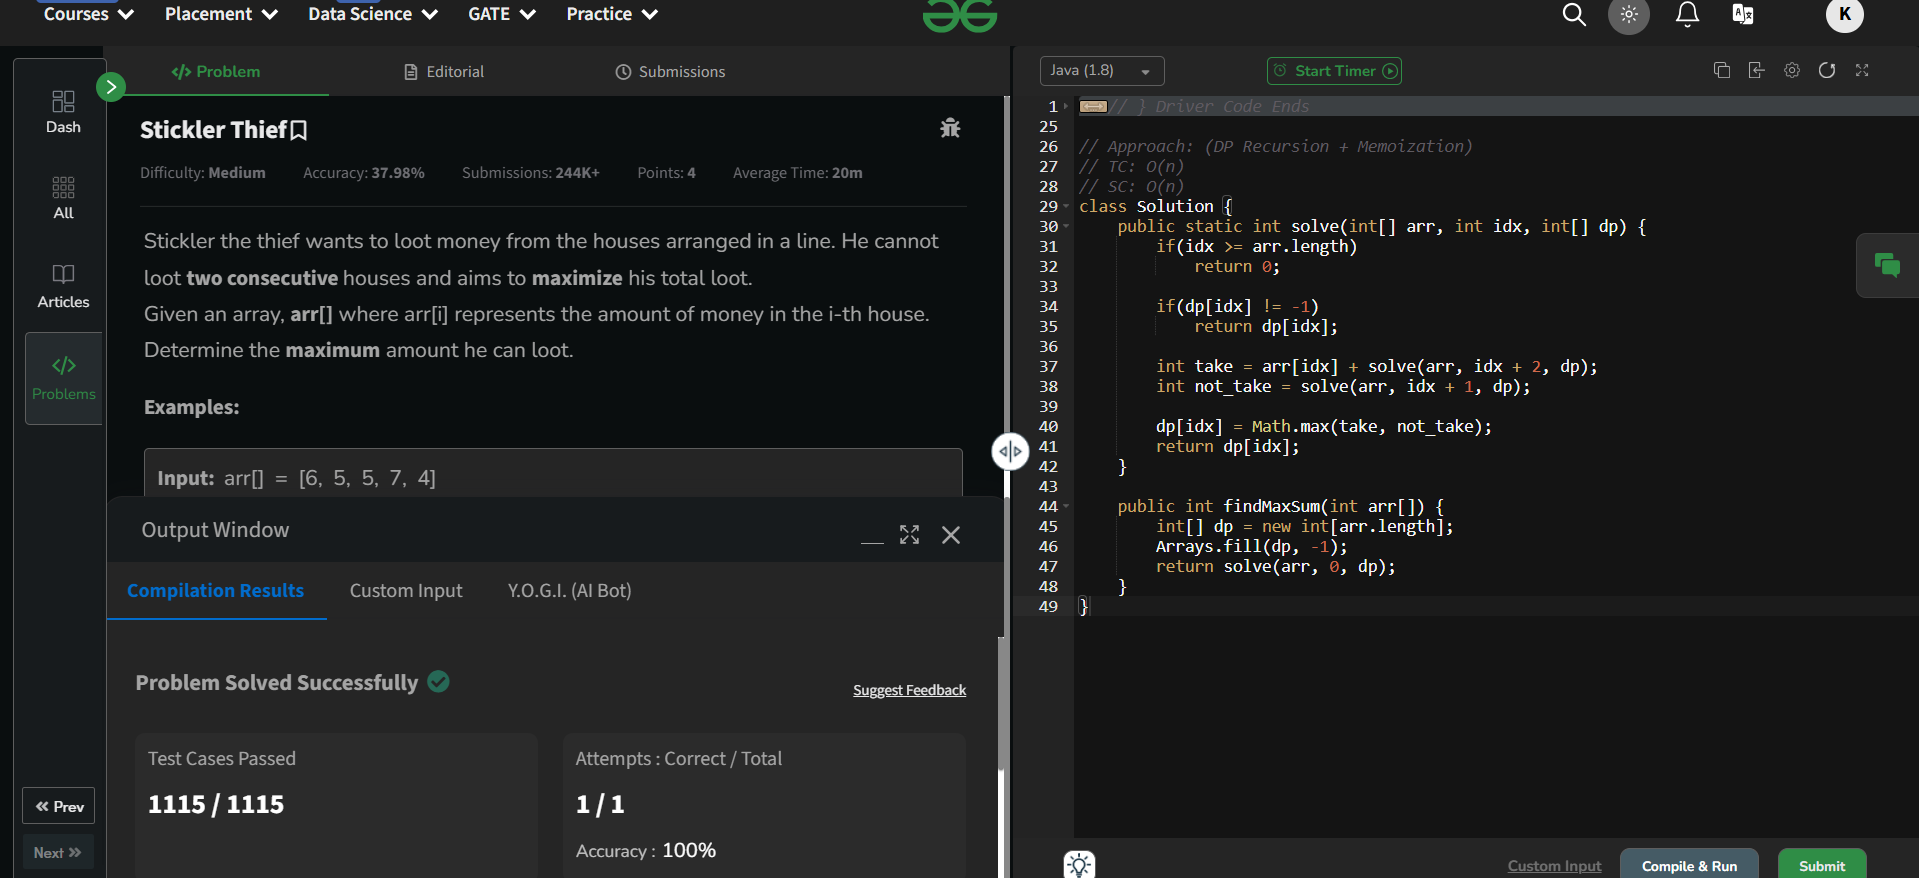 Courses Placement Data Science GATE Practice
K
Dash
All
Articles
Problems
Prev
Next
Problem Editorial Submissions
Stickler Thief
Difficulty: Medium Accuracy: 37.98% Submissions: 244K+ Points: 4 Average Time: 20m
Stickler the thief wants to loot money from the houses arranged in a line. He cannot
loot two consecutive houses and aims to maximize his total loot.
Given an array, arr[] where arr[i] represents the amount of money in the i-th house.
Determine the maximum amount he can loot.
Examples:
Input: arr[] = [6, 5, 5, 7, 4]
Output Window
Compilation Results Custom Input Y.O.G.I. (AI Bot)
Problem Solved Successfully
Suggest Feedback
Test Cases Passed
1115 / 1115
Attempts : Correct / Total
1 / 1
Accuracy : 100%
Java (1.8) Start Timer
1 // } Driver Code Ends
25
26 // Approach: (DP Recursion + Memoization)
27 // TC: O(n)
28 // SC: O(n)
29 class Solution {
30 public static int solve(int[] arr, int idx, int[] dp) {
31 if(idx >= arr.length)
32 return 0;
33
34 if(dp[idx] != -1)
35 return dp[idx];
36
37 int take = arr[idx] + solve(arr, idx + 2, dp);
38 int not_take = solve(arr, idx + 1, dp);
39
40 dp[idx] = Math.max(take, not_take);
41 return dp[idx];
42 }
43
44 public int findMaxSum(int arr[]) {
45 int[] dp = new int[arr.length];
46 Arrays.fill(dp, -1);
47 return solve(arr, 0, dp);
48 }
49 }
Custom Input Compile & Run Submit